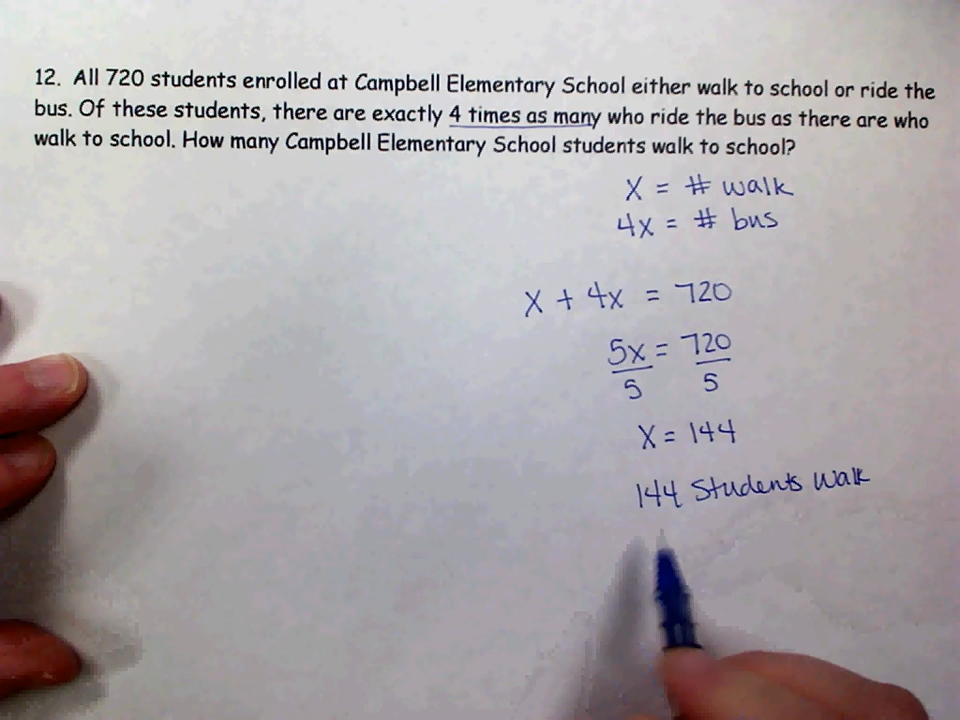 12. All 720 students enrolled at Campbell Elementary School either walk to school or ride the
bus. Of these students, there are exactly 4 times as many who ride the bus as there are who
walk to school. How many Campbell Elementary School students walk to school?
X = # walk
4x = # bus
X + 4x = 720
5x = 720
5 5
X = 144
144 Students Walk